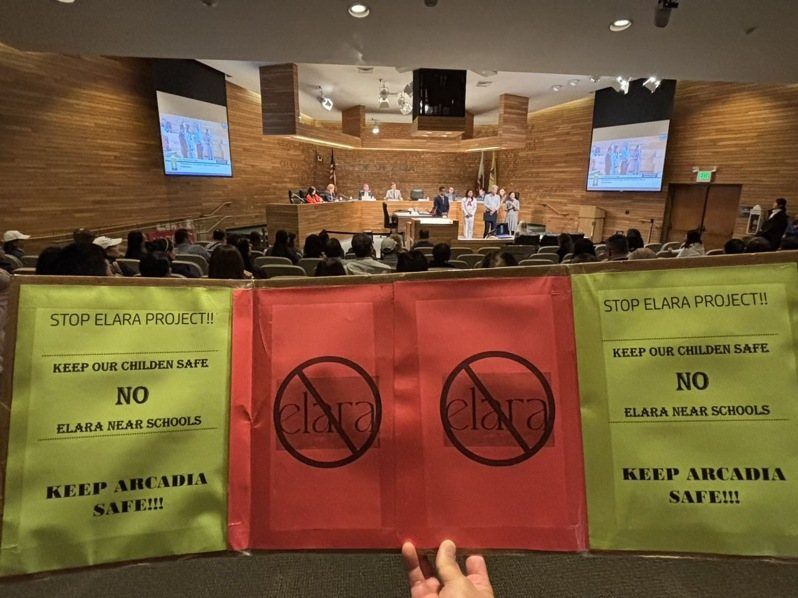 STOP ELARA PROJECT!!
KEEP OUR CHILDEN SAFE
NO
ELARA NEAR SCHOOLS
KEEP ARCADIA
SAFE!!!
elara
elara
STOP ELARA PROJECT!!
KEEP OUR CHILDEN SAFE
NO
ELARA NEAR SCHOOLS
KEEP ARCADIA
SAFE!!!